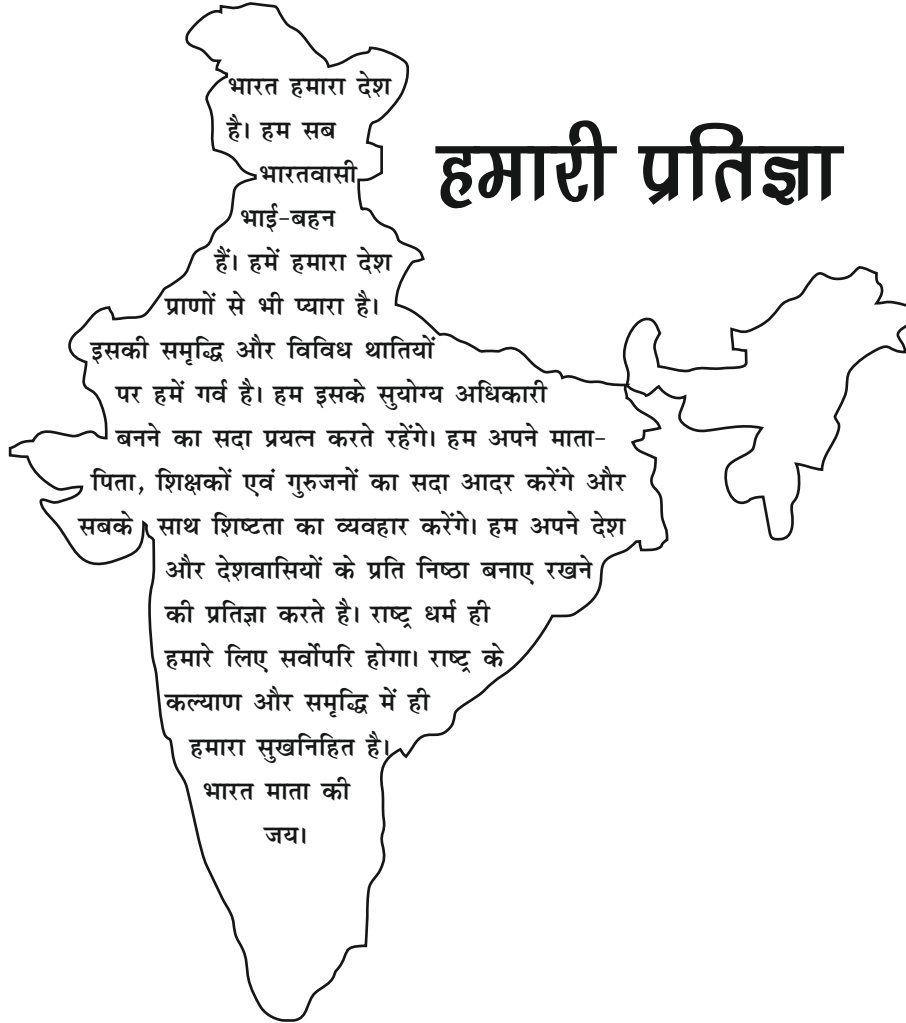 हमारी प्रतिज्ञा
भारत हमारा देश
है। हम सब
भारतवासी
भाई-बहन
हैं। हमें हमारा देश
प्राणों से भी प्यारा है।
इसकी समृद्धि और विविध थातियों
पर हमें गर्व है। हम इसके सुयोग्य अधिकारी
बनने का सदा प्रयत्न करते रहेंगे। हम अपने माता-
पिता, शिक्षकों एवं गुरुजनों का सदा आदर करेंगे और
सबके साथ शिष्टता का व्यवहार करेंगे। हम अपने देश
और देशवासियों के प्रति निष्ठा बनाए रखने
की प्रतिज्ञा करते है। राष्ट्र धर्म ही
हमारे लिए सर्वोपरि होगा। राष्ट्र के
कल्याण और समृद्धि में ही
हमारा सुखनिहित है।
भारत माता की
जय।